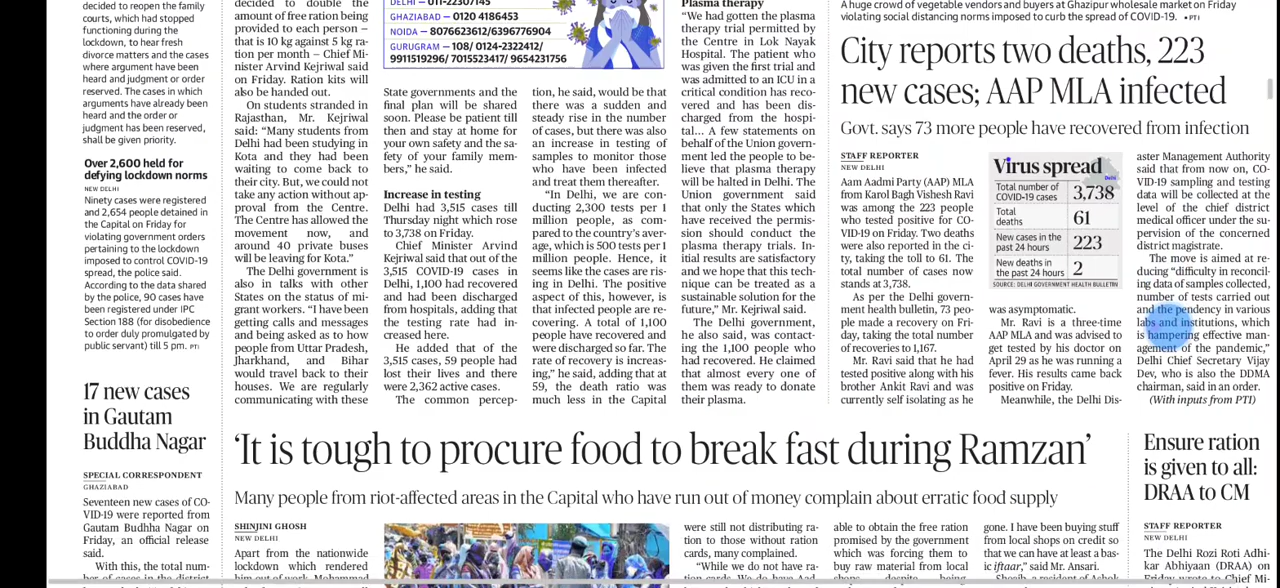 decided to reopen the family
courts, which had stopped
functioning during the
lockdown, to hear fresh
divorce matters and the cases
where argument have been
heard and judgment or order
reserved. The cases in which
arguments have already been
heard and the order or
judgment has been reserved,
shall be given priority.
Over 2,600 held for
defying lockdown norms
NEW DELHI
Ninety cases were registered
and 2,654 people detained in
the Capital on Friday for
violating government orders
pertaining to the lockdown
imposed to control COVID-19
spread, the police said.
According to the data shared
by the police, 90 cases have
been registered under IPC
Section 188 (for disobedience
to order duly promulgated by
public servant) till 5 pm. PTI
17 new cases
in Gautam
Buddha Nagar
SPECIAL CORRESPONDENT
GHAZIABAD
Seventeen new cases of CO-
VID-19 were reported from
Gautam Budhha Nagar on
Friday, an official release
said.
With this, the total num-
ber of cases in the district
decided to double the
amount of free ration being
provided to each person –
that is 10 kg against 5 kg ra-
tion per month – Chief Mi-
nister Arvind Kejriwal said
on Friday. Ration kits will
also be handed out.
On students stranded in
Rajasthan, Mr. Kejriwal
said: “Many students from
Delhi had been studying in
Kota and they had been
waiting to come back to
their city. But, we could not
take any action without ap-
proval from the Centre.
The Centre has allowed the
movement now, and
around 40 private buses
will be leaving for Kota.”
The Delhi government is
also in talks with other
States on the status of mi-
grant workers. “I have been
getting calls and messages
and being asked as to how
people from Uttar Pradesh,
Jharkhand, and Bihar
would travel back to their
houses. We are regularly
communicating with these
DELHI – 011-22307145
GHAZIABAD – 0120 4186453
NOIDA – 8076623612/6396776904
GURUGRAM – 108/ 0124-2322412/
9911519296/ 7015523417/ 9654231756
State governments and the
final plan will be shared
soon. Please be patient till
then and stay at home for
your own safety and the sa-
fety of your family mem-
bers,” he said.
Increase in testing
Delhi had 3,515 cases till
Thursday night which rose
to 3,738 on Friday.
Chief Minister Arvind
Kejriwal said that out of the
3,515 COVID-19 cases in
Delhi, 1,100 had recovered
and had been discharged
from hospitals, adding that
the testing rate had in-
creased here.
He added that of the
3,515 cases, 59 people had
lost their lives and there
were 2,362 active cases.
The common percep-
tion, he said, would be that
there was a sudden and
steady rise in the number
of cases, but there was also
an increase in testing of
samples to monitor those
who have been infected
and treat them thereafter.
“In Delhi, we are con-
ducting 2,300 tests per 1
million people, as com-
pared to the country's aver-
age, which is 500 tests per 1
million people. Hence, it
seems like the cases are ris-
ing in Delhi. The positive
aspect of this, however, is
that infected people are re-
covering. A total of 1,100
people have recovered and
were discharged so far. The
rate of recovery is increas-
ing,” he said, adding that at
59, the death ratio was
much less in the Capital
Plasma therapy
“We had gotten the plasma
therapy trial permitted by
the Centre in Lok Nayak
Hospital. The patient who
was given the first trial and
was admitted to an ICU in a
critical condition has reco-
vered and has been dis-
charged from the hospi-
tal... A few statements on
behalf of the Union govern-
ment led the people to be-
lieve that plasma therapy
will be halted in Delhi. The
Union government said
that only the States which
have received the permis-
sion should conduct the
plasma therapy trials. In-
itial results are satisfactory
and we hope that this tech-
nique can be treated as a
sustainable solution for the
future,” Mr. Kejriwal said.
The Delhi government,
he also said, was contact-
ing the 1,100 people who
had recovered. He claimed
that almost every one of
them was ready to donate
their plasma.
A huge crowd of vegetable vendors and buyers at Ghazipur wholesale market on Friday
violating social distancing norms imposed to curb the spread of COVID-19. • PTI
City reports two deaths, 223
new cases; AAP MLA infected
Govt. says 73 more people have recovered from infection
STAFF REPORTER
NEW DELHI
Aam Aadmi Party (AAP) MLA
from Karol Bagh Vishesh Ravi
was among the 223 people
who tested positive for CO-
VID-19 on Friday. Two deaths
were also reported in the ci-
ty, taking the toll to 61. The
total number of cases now
stands at 3,738.
As per the Delhi govern-
ment health bulletin, 73 peo-
ple made a recovery on Fri-
day, taking the total number
of recoveries to 1,167.
Mr. Ravi said that he had
tested positive along with his
brother Ankit Ravi and was
currently self isolating as he
Virus spread
Delhi
Total number of
COVID-19 cases
3,738
Total
deaths
61
New cases in the
past 24 hours
223
New deaths in
the past 24 hours
2
SOURCE: DELHI GOVERNMENT HEALTH BULLETIN
was asymptomatic.
Mr. Ravi is a three-time
AAP MLA and was advised to
get tested by his doctor on
April 29 as he was running a
fever. His results came back
positive on Friday.
Meanwhile, the Delhi Dis-
aster Management Authority
said that from now on, CO-
VID-19 sampling and testing
data will be collected at the
level of the chief district
medical officer under the su-
pervision of the concerned
district magistrate.
The move is aimed at re-
ducing “difficulty in reconcil-
ing data of samples collected,
number of tests carried out
and the pendency in various
labs and institutions, which
is hampering effective man-
agement of the pandemic,”
Delhi Chief Secretary Vijay
Dev, who is also the DDMA
chairman, said in an order.
(With inputs from PTI)
‘It is tough to procure food to break fast during Ramzan’
Many people from riot-affected areas in the Capital who have run out of money complain about erratic food supply
SHINJINI GHOSH
NEW DELHI
Apart from the nationwide
lockdown which rendered
him out of work, Mohammad
were still not distributing ra-
tion to those without ration
cards, many complained.
“While we do not have ra-
tion cards. We do have Aad-
able to obtain the free ration
promised by the government
which was forcing them to
buy raw material from local
shops despite being
gone. I have been buying stuff
from local shops on credit so
that we can have at least a bas-
ic iftaar,” said Mr. Ansari.
Ensure ration
is given to all:
DRAA to CM
STAFF REPORTER
NEW DELHI
The Delhi Rozi Roti Adhi-
kar Abhiyaan (DRAA) on
Friday wrote to Chief Mi-